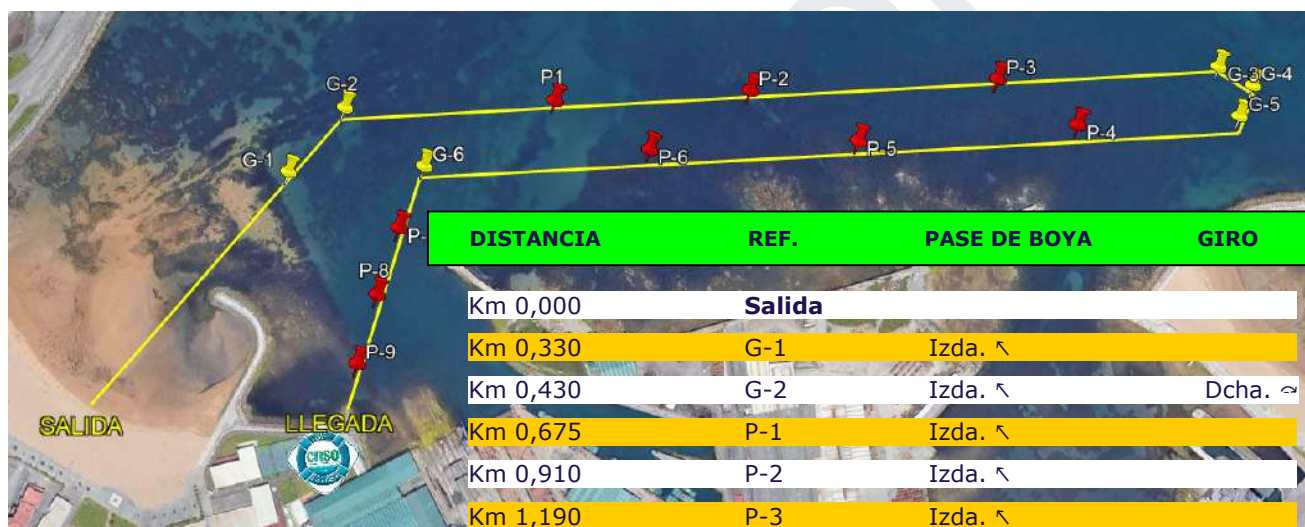 G-2
P1
P-2
P-3
G-3
G-4
G-5
G-1
G-6
P-6
P-5
P-4
P-
P-8
P-9
SALIDA
LLEGADA
CNSO
DISTANCIA REF. PASE DE BOYA GIRO
Km 0,000 Salida
Km 0,330 G-1 Izda. ↖
Km 0,430 G-2 Izda. ↖ Dcha. ↷
Km 0,675 P-1 Izda. ↖
Km 0,910 P-2 Izda. ↖
Km 1,190 P-3 Izda. ↖